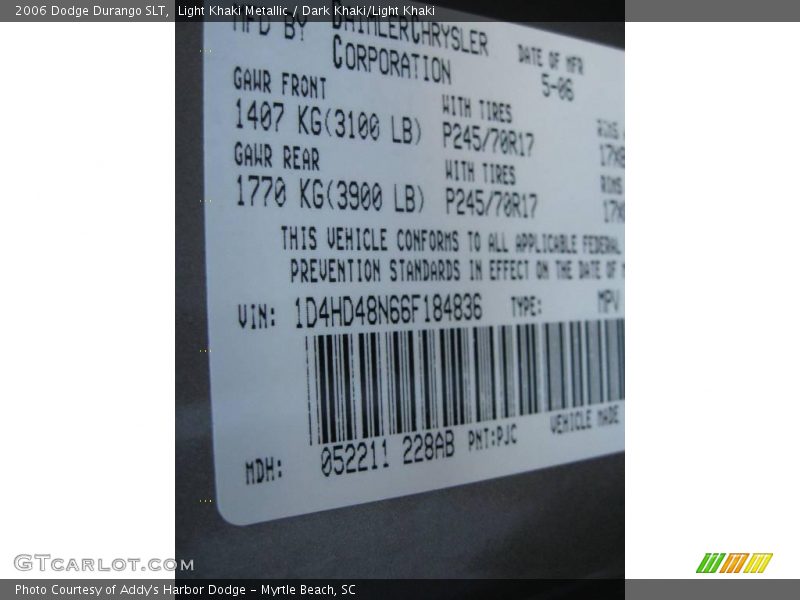 2006 Dodge Durango SLT, Light Khaki Metallic / Dark Khaki/Light Khaki
MFD BY DAIMLERCHRYSLER
CORPORATION
DATE OF MFR
5-06
GAWR FRONT
WITH TIRES
1407 KG(3100 LB) P245/70R17
GAWR REAR
WITH TIRES
RIMS
1770 KG(3900 LB) P245/70R17
THIS VEHICLE CONFORMS TO ALL APPLICABLE FEDERAL
PREVENTION STANDARDS IN EFFECT ON THE DATE OF
VIN: 1D4HD48N66F184836 TYPE: MPV
VEHICLE MADE
MDH: 052211 228AB PNT:PJC
GTCARLOT.COM
Photo Courtesy of Addy's Harbor Dodge - Myrtle Beach, SC